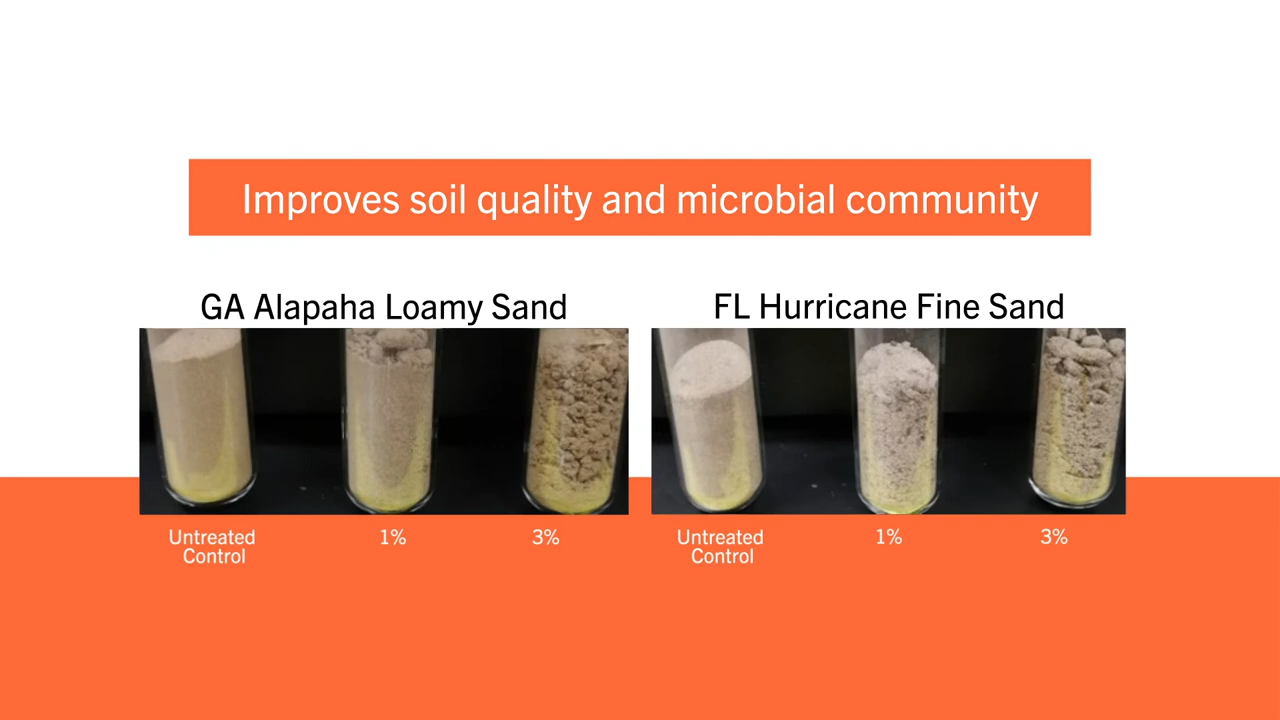 Improves soil quality and microbial community
GA Alapaha Loamy Sand
FL Hurricane Fine Sand
Untreated
Control
1%
3%
Untreated
Control
1%
3%